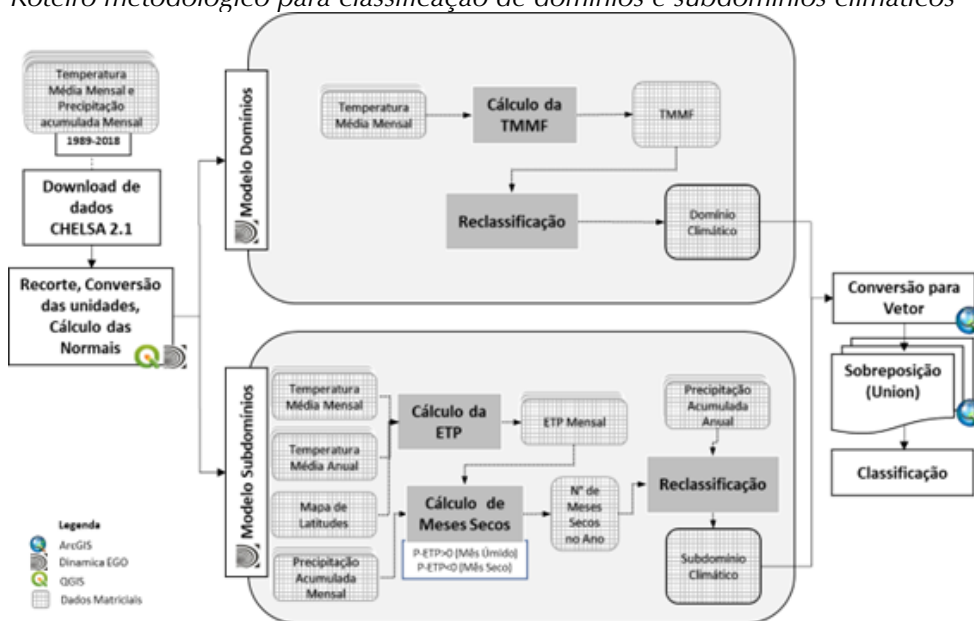 Roteiro metodológico para classificação de domínios e subdomínios climáticos
Temperatura
Média Mensal e
Precipitação
acumulada Mensal
1989-2018
Download de
dados
CHELSA 2.1
Recorte, Conversão
das unidades,
Cálculo das
Normais
Modelo Domínios
Temperatura
Média Mensal
Cálculo da
TMMF
TMMF
Reclassificação
Domínio
Climático
Modelo Subdomínios
Temperatura
Média Mensal
Temperatura
Média Anual
Mapa de
Latitudes
Precipitação
Acumulada
Mensal
Cálculo da
ETP
ETP Mensal
Cálculo de
Meses Secos
P-ETP>0 (Mês Úmido)
P-ETP<0 (Mês Seco)
N° de
Meses
Secos
no Ano
Precipitação
Acumulada
Anual
Reclassificação
Subdomínio
Climático
Conversão para
Vetor
Sobreposição
(Union)
Classificação
Legenda
ArcGIS
Dinamica EGO
QGIS
Dados Matriciais